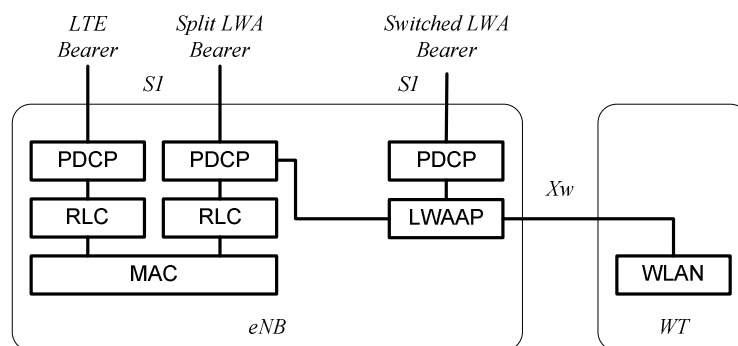 LTE
Bearer
Split LWA
Bearer
Switched LWA
Bearer
S1
S1
PDCP
PDCP
PDCP
Xw
RLC
RLC
LWAAP
MAC
WLAN
eNB
WT